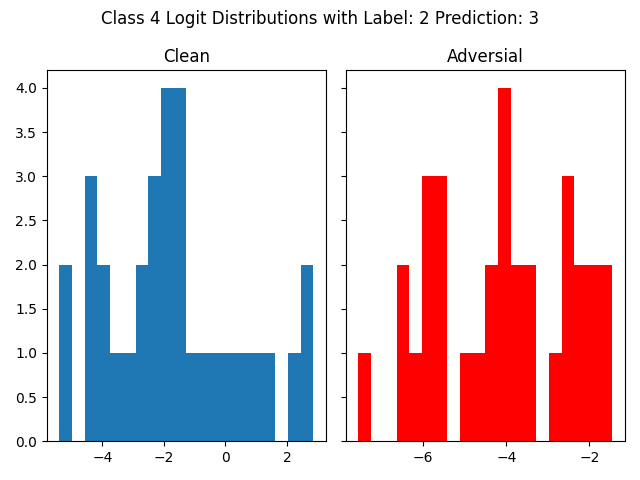 Class 4 Logit Distributions with Label: 2 Prediction: 3
Clean
Adversial
4.0
3.5
3.0
2.5
2.0
1.5
1.0
0.5
0.0
−4 −2 0 2
−6 −4 −2